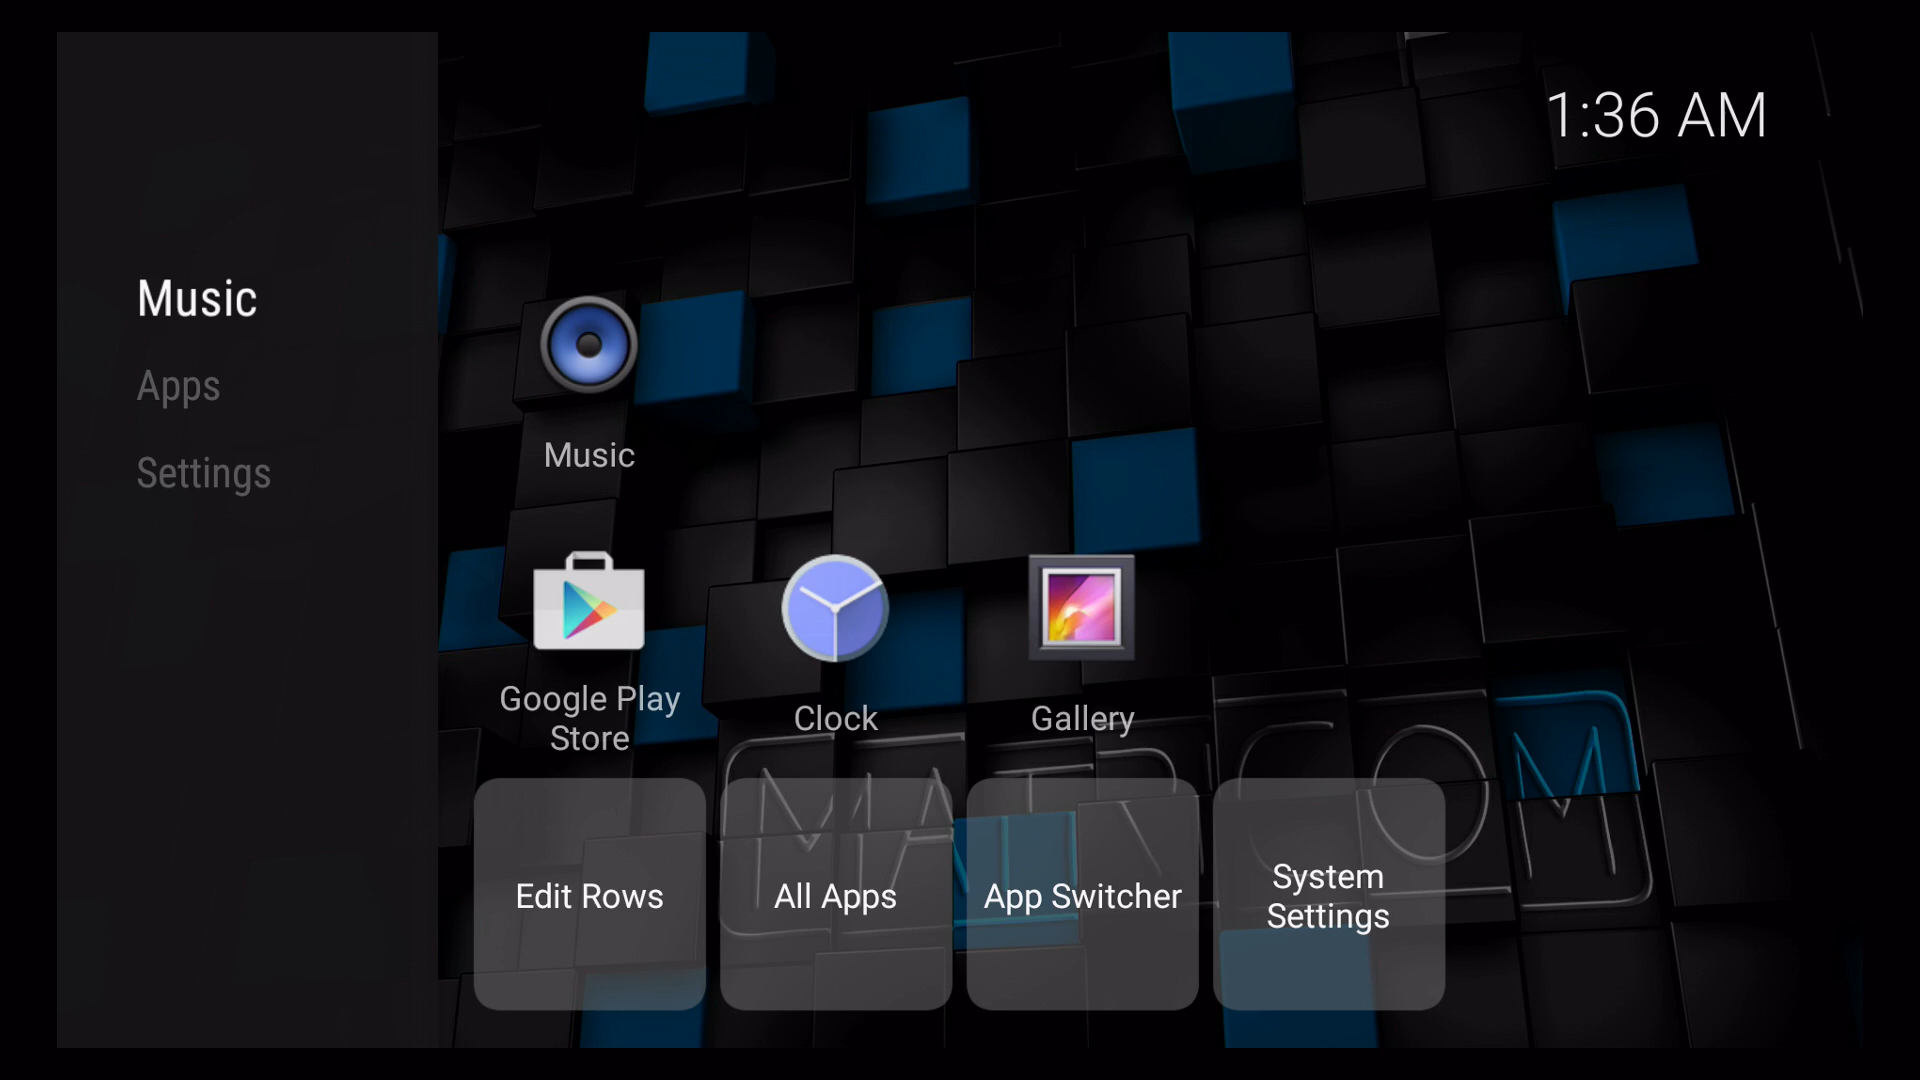 1:36 AM
Music
Apps
Settings
Music
Google Play
Store
Clock
Gallery
MATRICOM
Edit Rows
All Apps
App Switcher
System
Settings